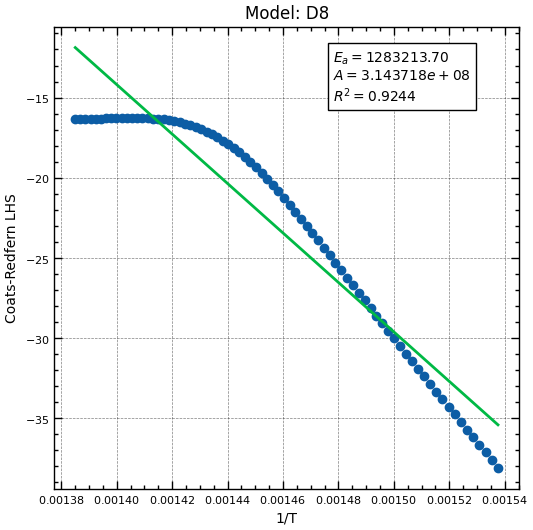 Model: D8
E_a = 1283213.70
A = 3.143718e + 08
R^2 = 0.9244
−15
−20
−25
−30
−35
Coats-Redfern LHS
0.00138 0.00140 0.00142 0.00144 0.00146 0.00148 0.00150 0.00152 0.00154
1/T